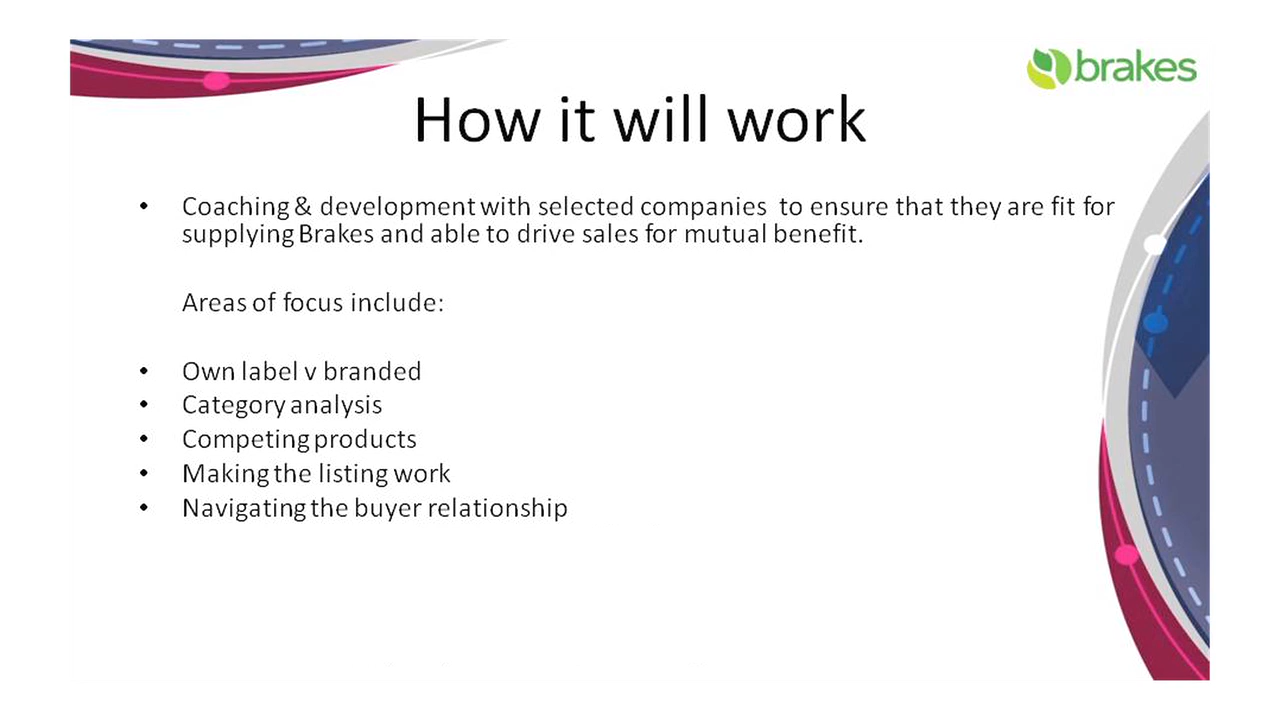 brakes
How it will work
• Coaching & development with selected companies to ensure that they are fit for
supplying Brakes and able to drive sales for mutual benefit.
Areas of focus include:
• Own label v branded
• Category analysis
• Competing products
• Making the listing work
• Navigating the buyer relationship